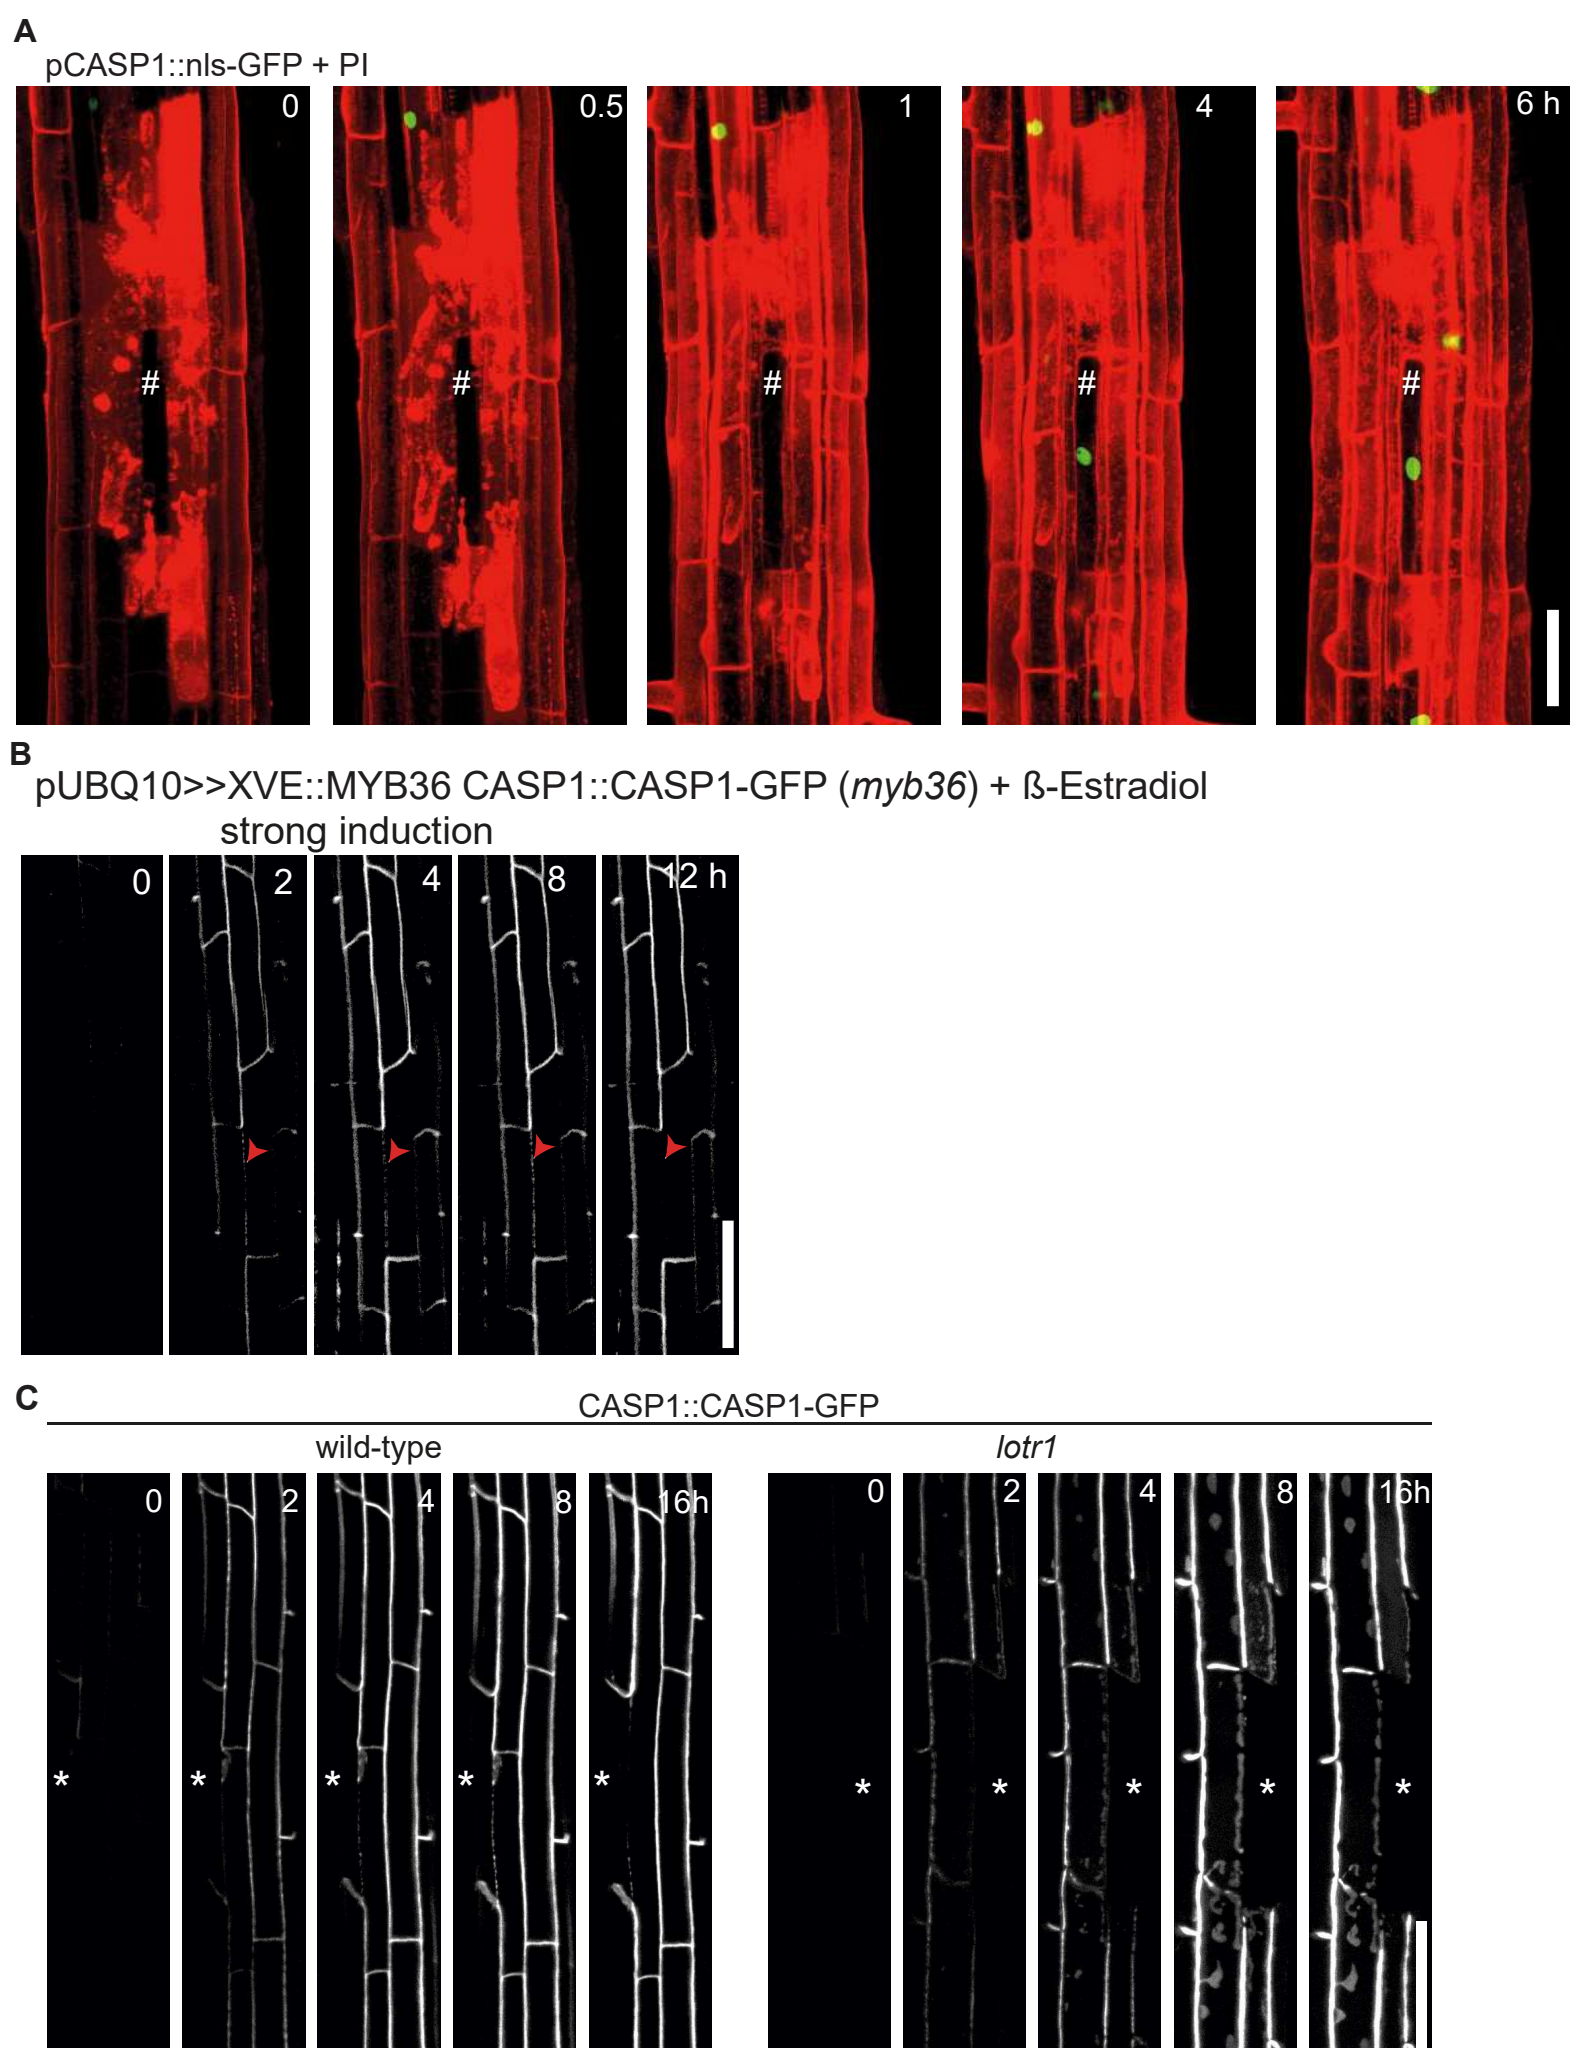 A
pCASP1::nls-GFP + PI
0
0.5
1
4
6 h
#
#
#
#
#
B
pUBQ10>>XVE::MYB36 CASP1::CASP1-GFP (myb36) + ß-Estradiol
strong induction
0
2
4
8
12 h
C
CASP1::CASP1-GFP
wild-type
lotr1
0
2
4
8
16h
0
2
4
8
16h
*
*
*
*
*
*
*
*
*
*